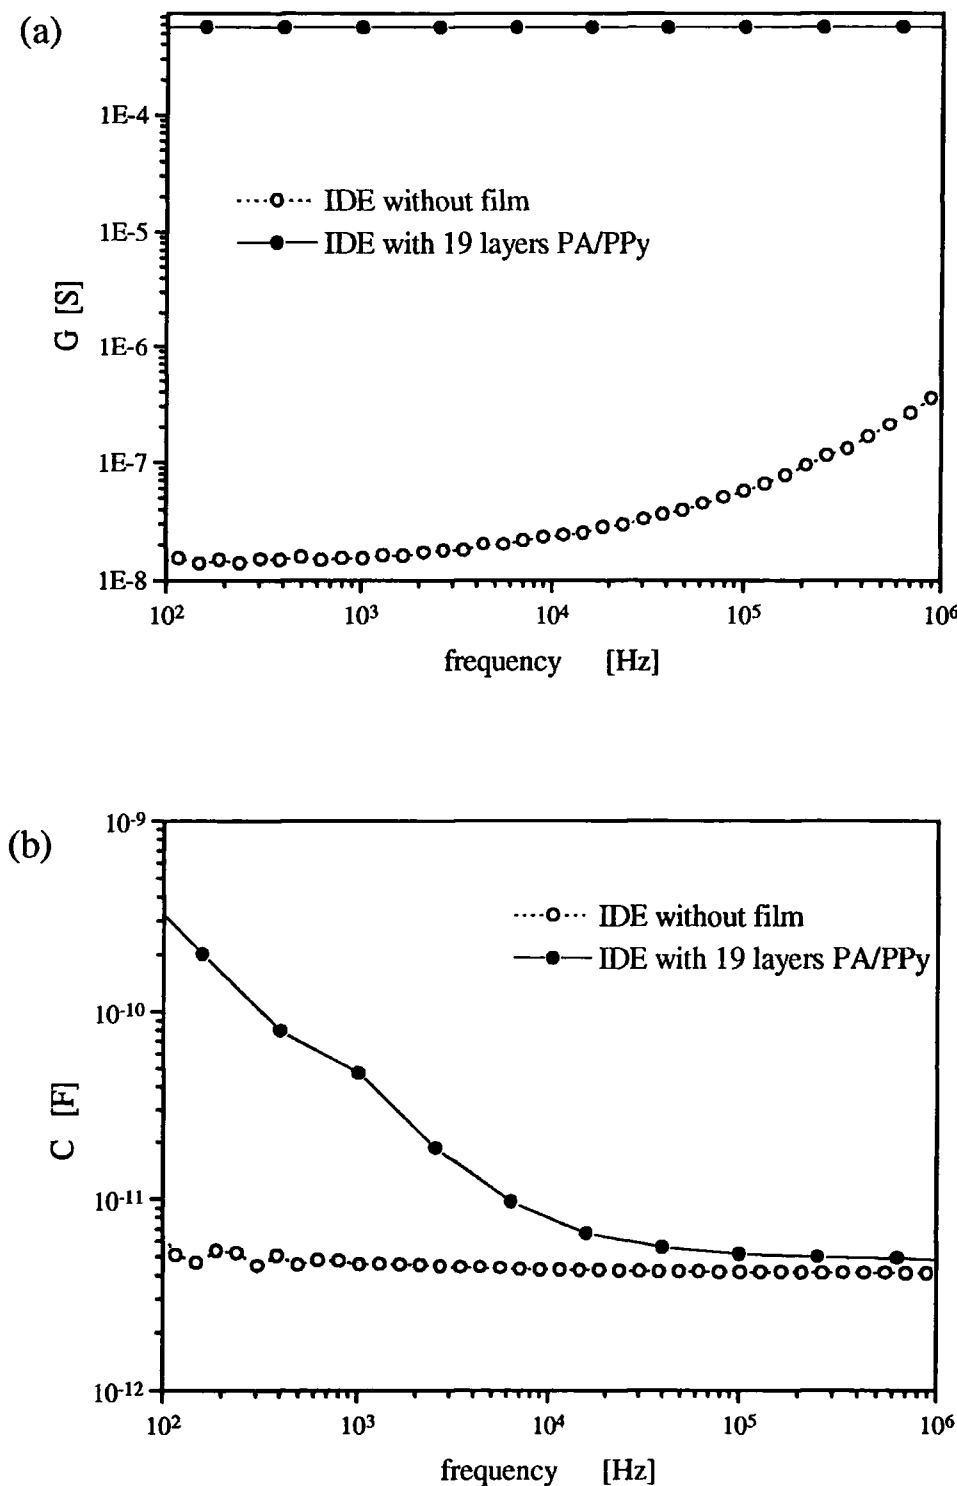 (a)
1E-4
1E-5
1E-6
1E-7
1E-8
G [S]
IDE without film
IDE with 19 layers PA/PPy
10² 10³ 10⁴ 10⁵ 10⁶
frequency [Hz]
(b)
10⁻⁹
10⁻¹⁰
10⁻¹¹
10⁻¹²
C [F]
IDE without film
IDE with 19 layers PA/PPy
10² 10³ 10⁴ 10⁵ 10⁶
frequency [Hz]